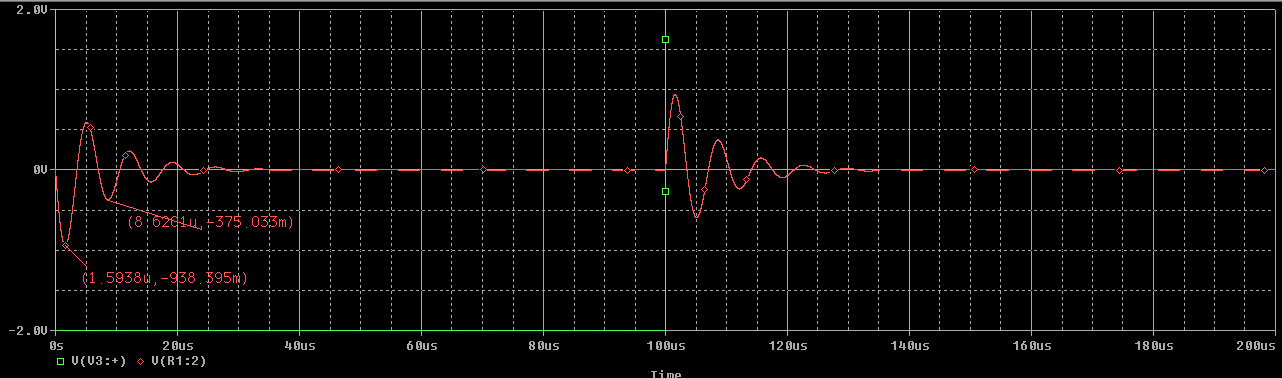 2.0V
0V
(8.6201u,-375.033m)
(1.5938u,-938.395m)
-2.0V
0s 20us 40us 60us 80us 100us 120us 140us 160us 180us 200us
V(V3:+) V(R1:2)
Time